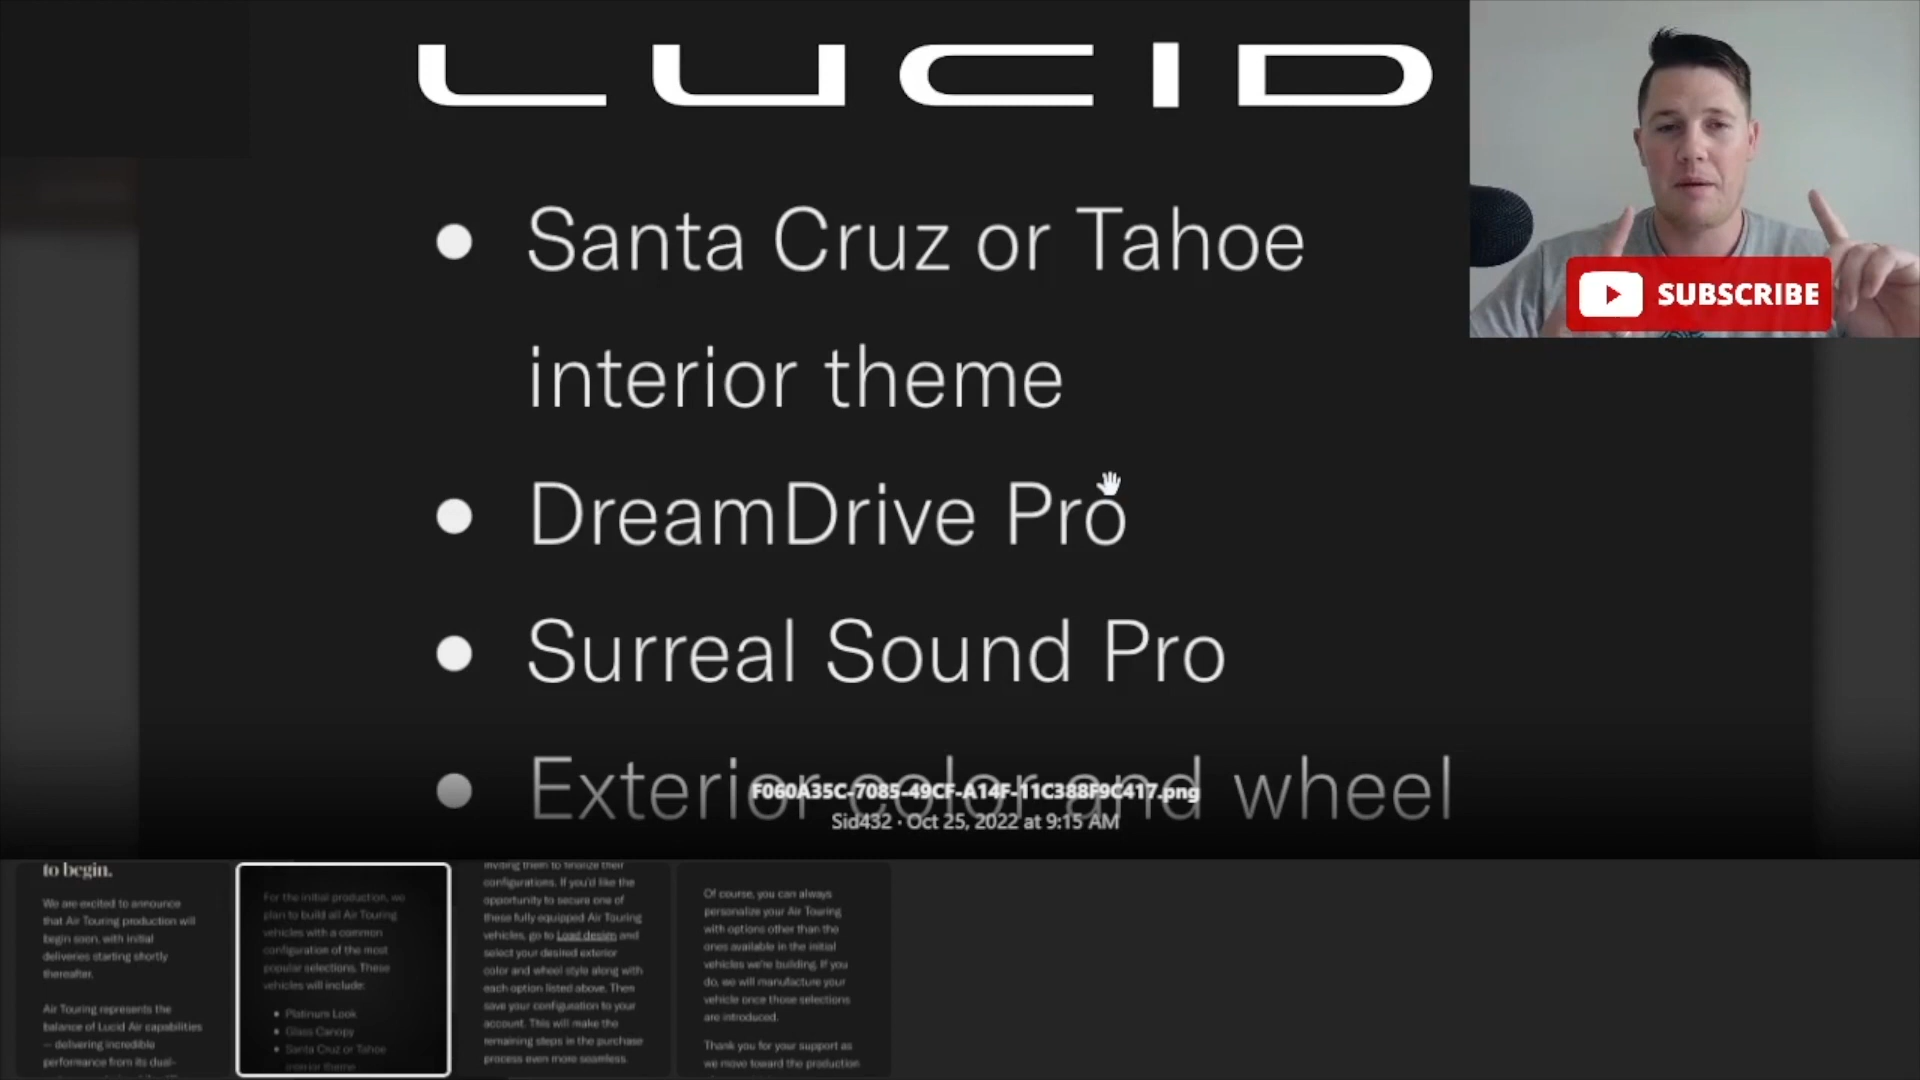 LUCID
Santa Cruz or Tahoe
interior theme
DreamDrive Pro
Surreal Sound Pro
Exterior color and wheel
F060A35C-7085-49CF-A14F-11C388F9C417.png
Sid432 · Oct 25, 2022 at 9:15 AM
SUBSCRIBE
to begin.
We are excited to announce
that Air Touring production will
begin soon, with initial
deliveries starting shortly
thereafter.
Air Touring represents the
balance of Lucid Air capabilities
— delivering incredible
performance from its dual-
For the initial production, we
plan to build all Air Touring
vehicles with a common
configuration of the most
popular selections. These
vehicles will include:
Platinum Look
Glass Canopy
Santa Cruz or Tahoe
interior theme
inviting them to finalize their
configurations. If you'd like the
opportunity to secure one of
these fully equipped Air Touring
vehicles, go to Load design and
select your desired exterior
color and wheel style along with
each option listed above. Then
save your configuration to your
account. This will make the
remaining steps in the purchase
process even more seamless.
Of course, you can always
personalize your Air Touring
with options other than the
ones available in the initial
vehicles we're building. If you
do, we will manufacture your
vehicle once those selections
are introduced.
Thank you for your support as
we move toward the production